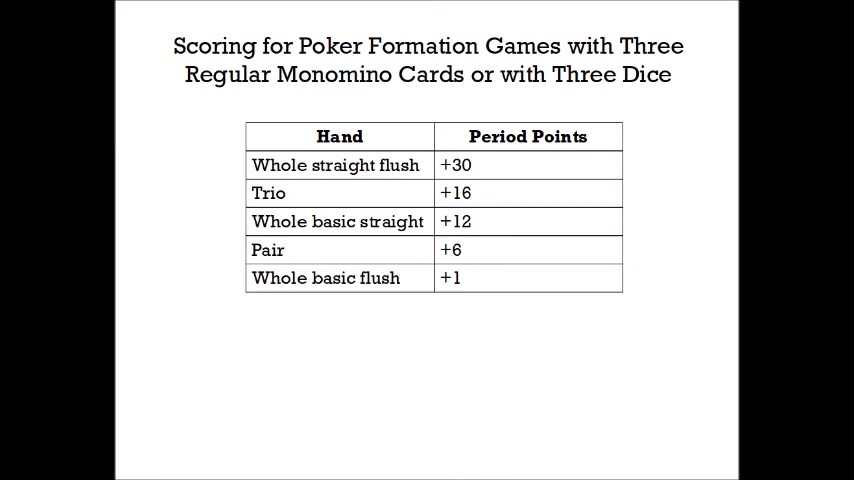 Scoring for Poker Formation Games with Three
Regular Monomino Cards or with Three Dice
Hand Period Points
Whole straight flush +30
Trio +16
Whole basic straight +12
Pair +6
Whole basic flush +1